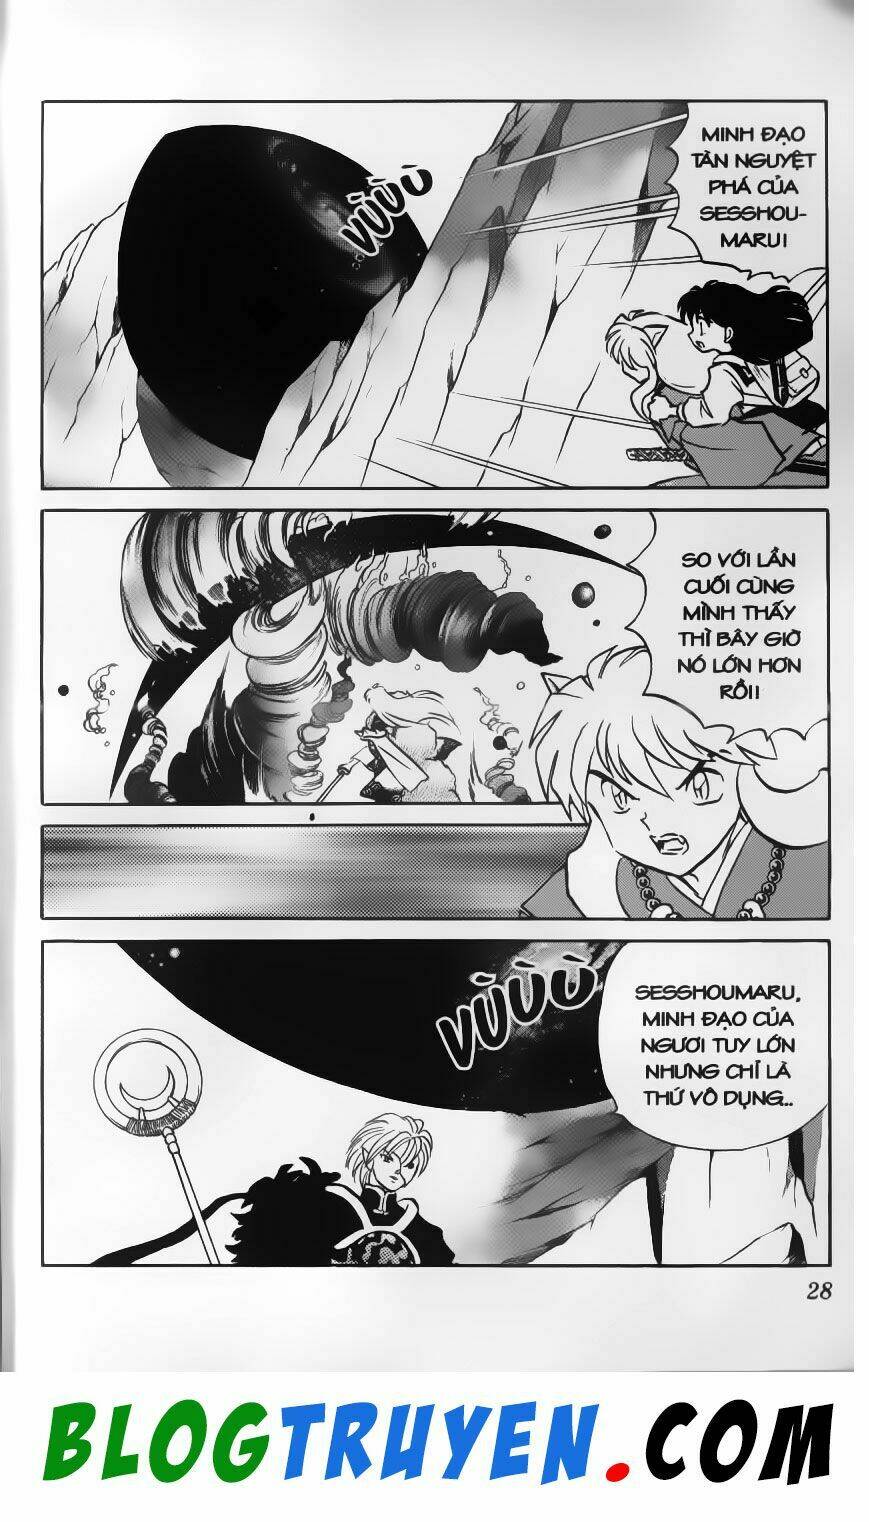 MINH ĐẠO
TÀN NGUYỆT
PHÁ CỦA
SESSHOU-
MARU!
VÙÙÙ
SO VỚI LẦN
CUỐI CÙNG
MÌNH THẤY
THÌ BÂY GIỜ
NÓ LỚN HƠN
RỒI!
VÙÙÙ
SESSHOUMARU,
MINH ĐẠO CỦA
NGƯƠI TUY LỚN
NHƯNG CHỈ LÀ
THỨ VÔ DỤNG..
28
BLOGTRUYEN.COM